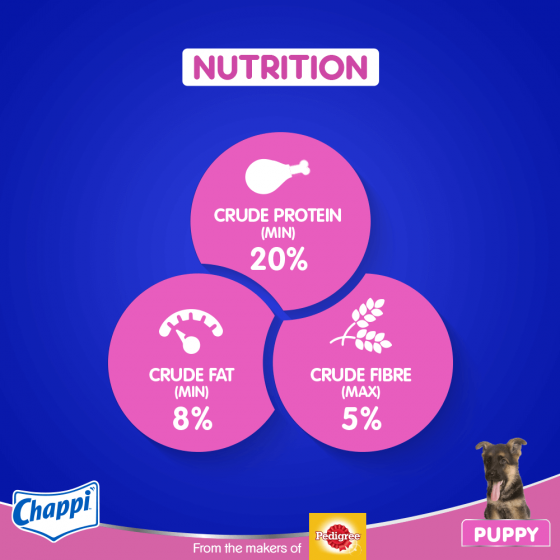 NUTRITION
CRUDE PROTEIN
(MIN)
20%
CRUDE FAT
(MIN)
8%
CRUDE FIBRE
(MAX)
5%
Chappi
From the makers of
Pedigree
PUPPY